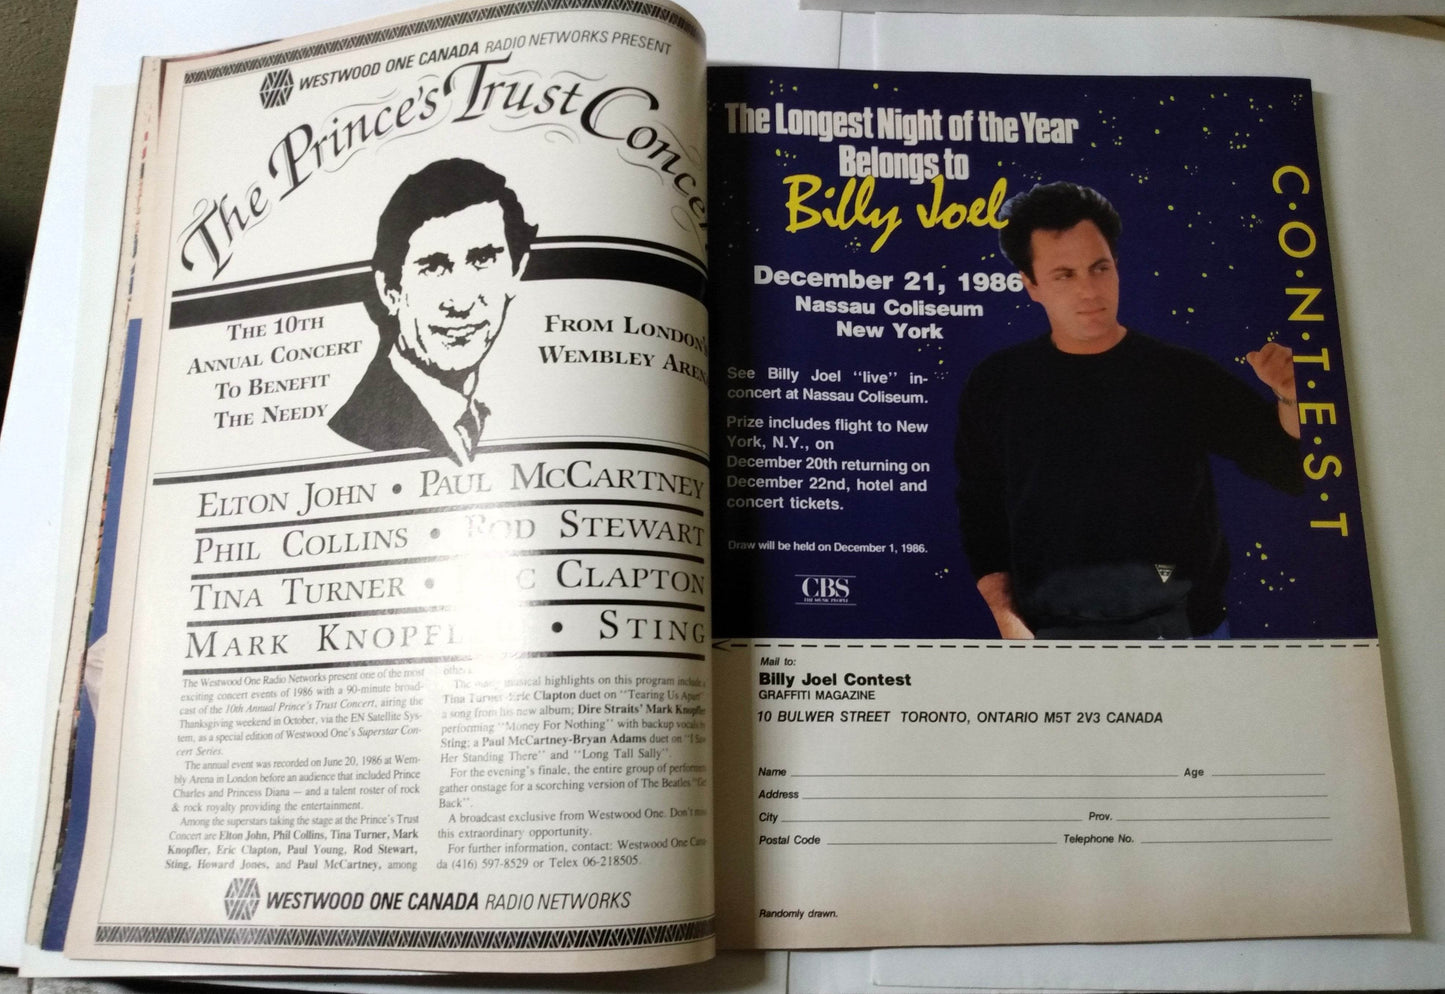 WESTWOOD ONE CANADA RADIO NETWORKS PRESENT
The Prince's Trust Conce
THE 10TH
ANNUAL CONCERT
TO BENEFIT
THE NEEDY
FROM LONDON'S
WEMBLEY AREN
ELTON JOHN • PAUL MCCARTNEY
PHIL COLLINS • ROD STEWART
TINA TURNER • C CLAPTON
MARK KNOPFL • STING
The Westwood One Radio Networks present one of the most
exciting concert events of 1986 with a 90-minute broad-
cast of the 10th Annual Prince's Trust Concert, airing the
Thanksgiving weekend in October, via the EN Satellite Sys-
tem, as a special edition of Westwood One's Superstar Con-
cert Series.
The annual event was recorded on June 20, 1986 at Wem-
bly Arena in London before an audience that included Prince
Charles and Princess Diana — and a talent roster of rock
& rock royalty providing the entertainment.
Among the superstars taking the stage at the Prince's Trust
Concert are Elton John, Phil Collins, Tina Turner, Mark
Knopfler, Eric Clapton, Paul Young, Rod Stewart,
Sting, Howard Jones, and Paul McCartney, among
others.
The many musical highlights on this program include a
Tina Turner-Eric Clapton duet on "Tearing Us Apart"
a song from his new album; Dire Straits' Mark Knopfler
performing "Money For Nothing" with backup vocals by
Sting; a Paul McCartney-Bryan Adams duet on "I Saw
Her Standing There" and "Long Tall Sally".
For the evening's finale, the entire group of performers
gather onstage for a scorching version of The Beatles "Get
Back".
A broadcast exclusive from Westwood One. Don't miss
this extraordinary opportunity.
For further information, contact: Westwood One Cana-
da (416) 597-8529 or Telex 06-218505.
WESTWOOD ONE CANADA RADIO NETWORKS
The Longest Night of the Year
Belongs to
Billy Joel
December 21, 1986
Nassau Coliseum
New York
See Billy Joel "live" in-
concert at Nassau Coliseum.
Prize includes flight to New
York, N.Y., on
December 20th returning on
December 22nd, hotel and
concert tickets.
Draw will be held on December 1, 1986.
CBS
THE MUSIC PEOPLE
C•O•N•T•E•S•T
Mail to:
Billy Joel Contest
GRAFFITI MAGAZINE
10 BULWER STREET TORONTO, ONTARIO M5T 2V3 CANADA
Name Age
Address
City Prov.
Postal Code Telephone No.
Randomly drawn.